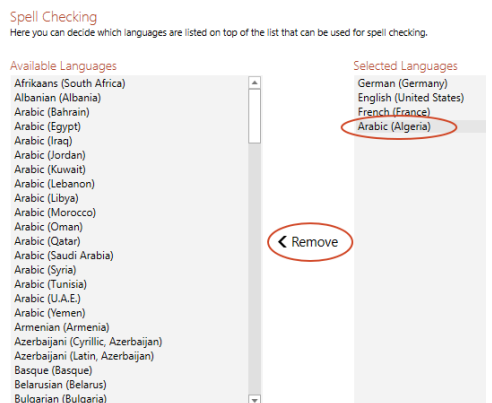 Spell Checking
Here you can decide which languages are listed on top of the list that can be used for spell checking.
Available Languages
Afrikaans (South Africa)
Albanian (Albania)
Arabic (Bahrain)
Arabic (Egypt)
Arabic (Iraq)
Arabic (Jordan)
Arabic (Kuwait)
Arabic (Lebanon)
Arabic (Libya)
Arabic (Morocco)
Arabic (Oman)
Arabic (Qatar)
Arabic (Saudi Arabia)
Arabic (Syria)
Arabic (Tunisia)
Arabic (U.A.E.)
Arabic (Yemen)
Armenian (Armenia)
Azerbaijani (Cyrillic, Azerbaijan)
Azerbaijani (Latin, Azerbaijan)
Basque (Basque)
Belarusian (Belarus)
Bulgarian (Bulgaria)
Remove
Selected Languages
German (Germany)
English (United States)
French (France)
Arabic (Algeria)